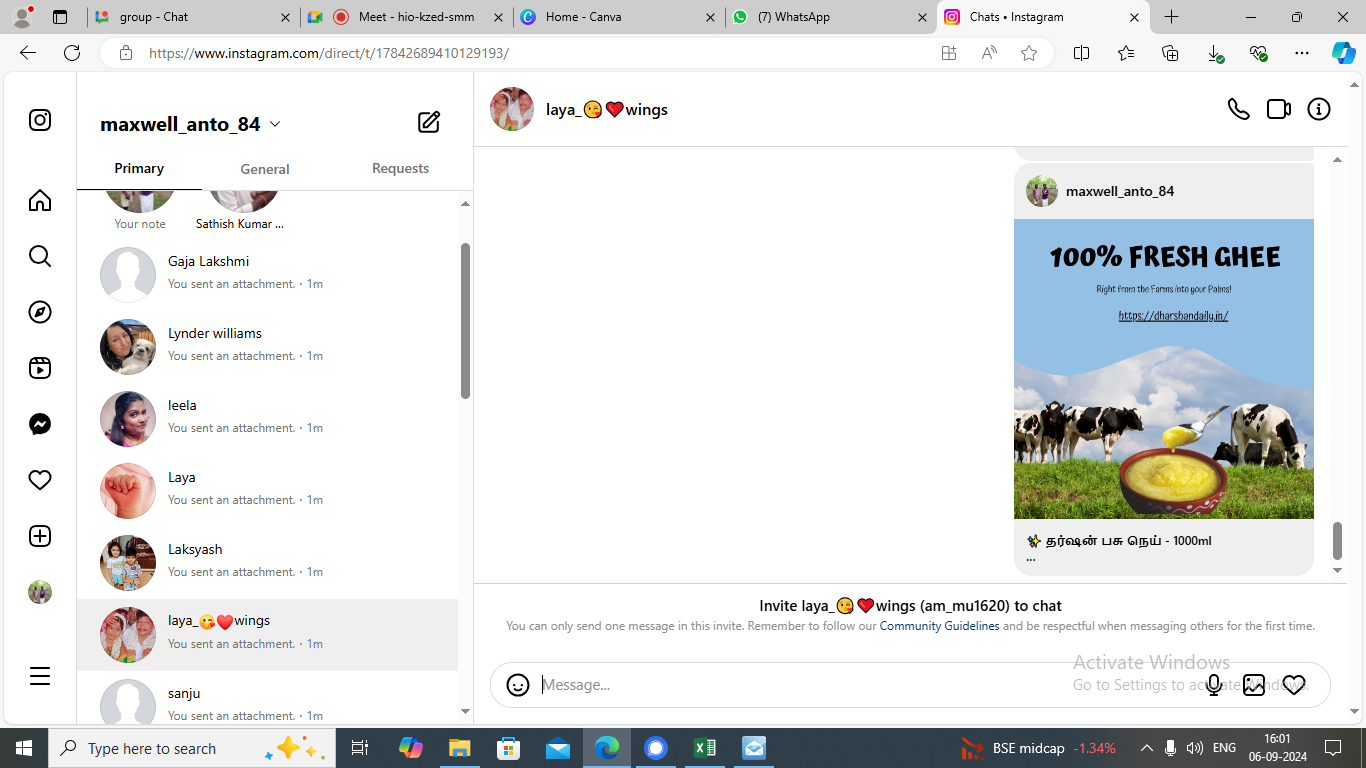 group - Chat
Meet - hio-kzed-smm
Home - Canva
(7) WhatsApp
Chats • Instagram
https://www.instagram.com/direct/t/17842689410129193/
maxwell_anto_84
Primary
General
Requests
Your note
Sathish Kumar ...
Gaja Lakshmi
You sent an attachment. · 1m
Lynder williams
You sent an attachment. · 1m
leela
You sent an attachment. · 1m
Laya
You sent an attachment. · 1m
Laksyash
You sent an attachment. · 1m
laya_😘❤️wings
You sent an attachment. · 1m
sanju
You sent an attachment. · 1m
laya_😘❤️wings
maxwell_anto_84
100% FRESH GHEE
Right from the Farms into your Palms!
https://dharshandaily.in/
✨ தர்ஷன் பசு நெய் - 1000ml
...
Invite laya_😘❤️wings (am_mu1620) to chat
You can only send one message in this invite. Remember to follow our Community Guidelines and be respectful when messaging others for the first time.
Message...
Activate Windows
Go to Settings to activate Windows.
Type here to search
BSE midcap -1.34%
ENG
16:01
06-09-2024